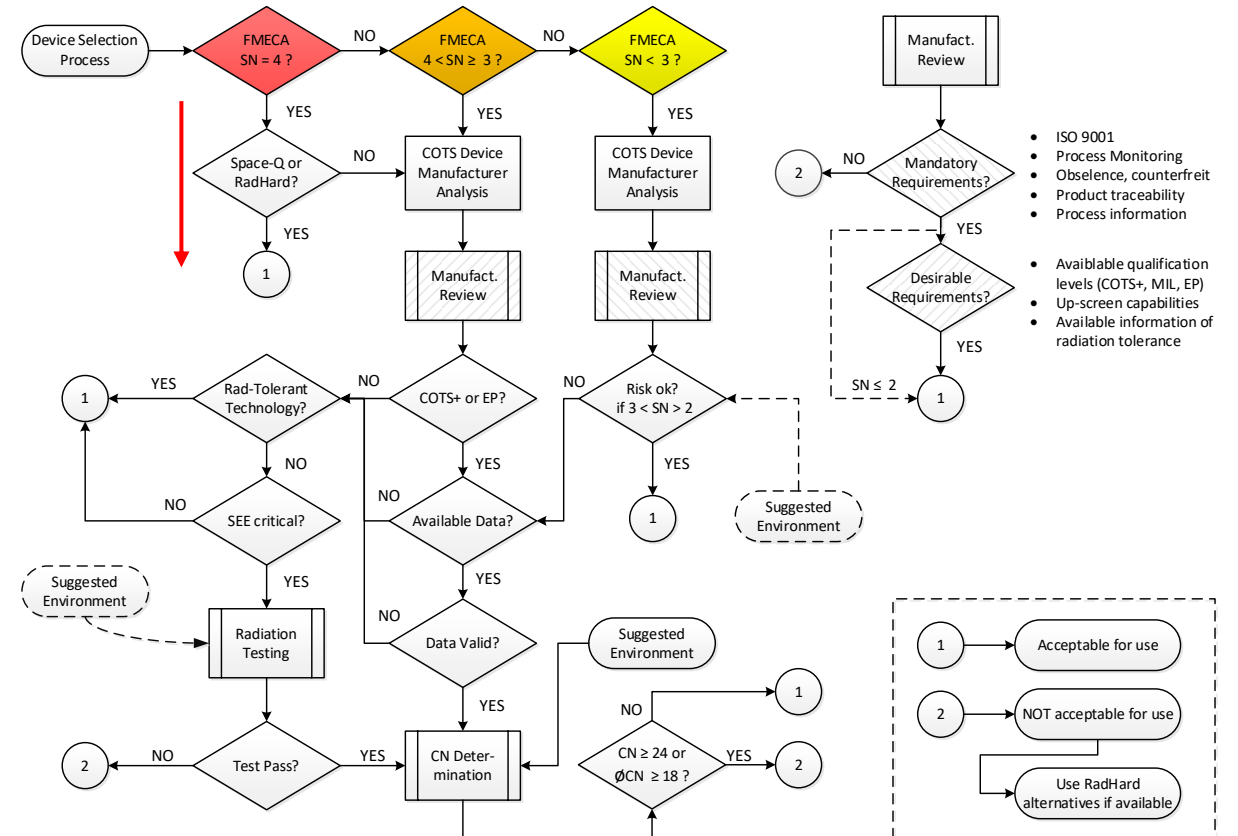 Device Selection
Process
FMECA
SN = 4 ?
NO
FMECA
4 < SN ≥ 3 ?
NO
FMECA
SN < 3 ?
YES
YES
YES
Space-Q or
RadHard?
NO
COTS Device
Manufacturer
Analysis
COTS Device
Manufacturer
Analysis
YES
1
Manufact.
Review
Manufact.
Review
Rad-Tolerant
Technology?
YES
1
NO
COTS+ or EP?
NO
Risk ok?
if 3 < SN > 2
NO
YES
YES
SEE critical?
NO
Available Data?
NO
1
Suggested
Environment
YES
YES
Suggested
Environment
Radiation
Testing
NO
Data Valid?
Suggested
Environment
YES
NO
1
2
NO
Test Pass?
YES
CN Deter-
mination
CN ≥ 24 or
ØCN ≥ 18 ?
YES
2
Manufact.
Review
2
NO
Mandatory
Requirements?
• ISO 9001
• Process Monitoring
• Obselence, counterfreit
• Product traceability
• Process information
YES
Desirable
Requirements?
• Avaiblable qualification
levels (COTS+, MIL, EP)
• Up-screen capabilities
• Available information of
radiation tolerance
YES
SN ≤ 2
1
1
Acceptable for use
2
NOT acceptable for use
Use RadHard
alternatives if available